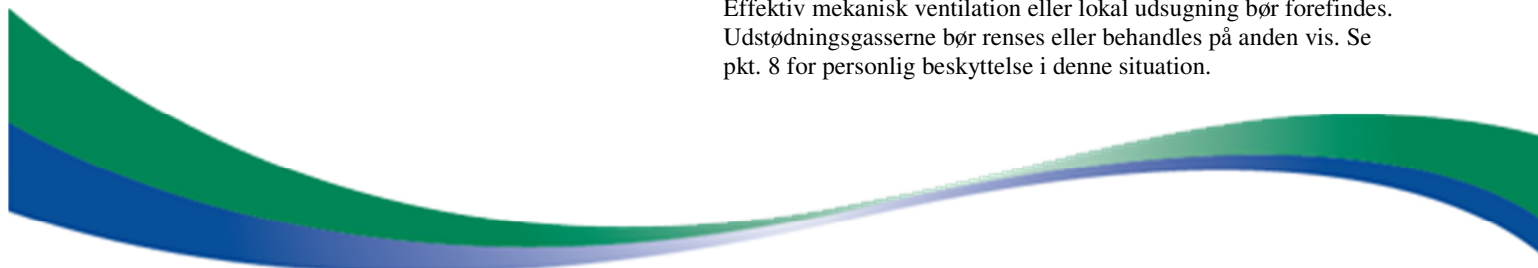 Effektiv mekanisk ventilation eller lokal udsugning bør forefindes.
Udstødningsgasserne bør renses eller behandles på anden vis. Se
pkt. 8 for personlig beskyttelse i denne situation.